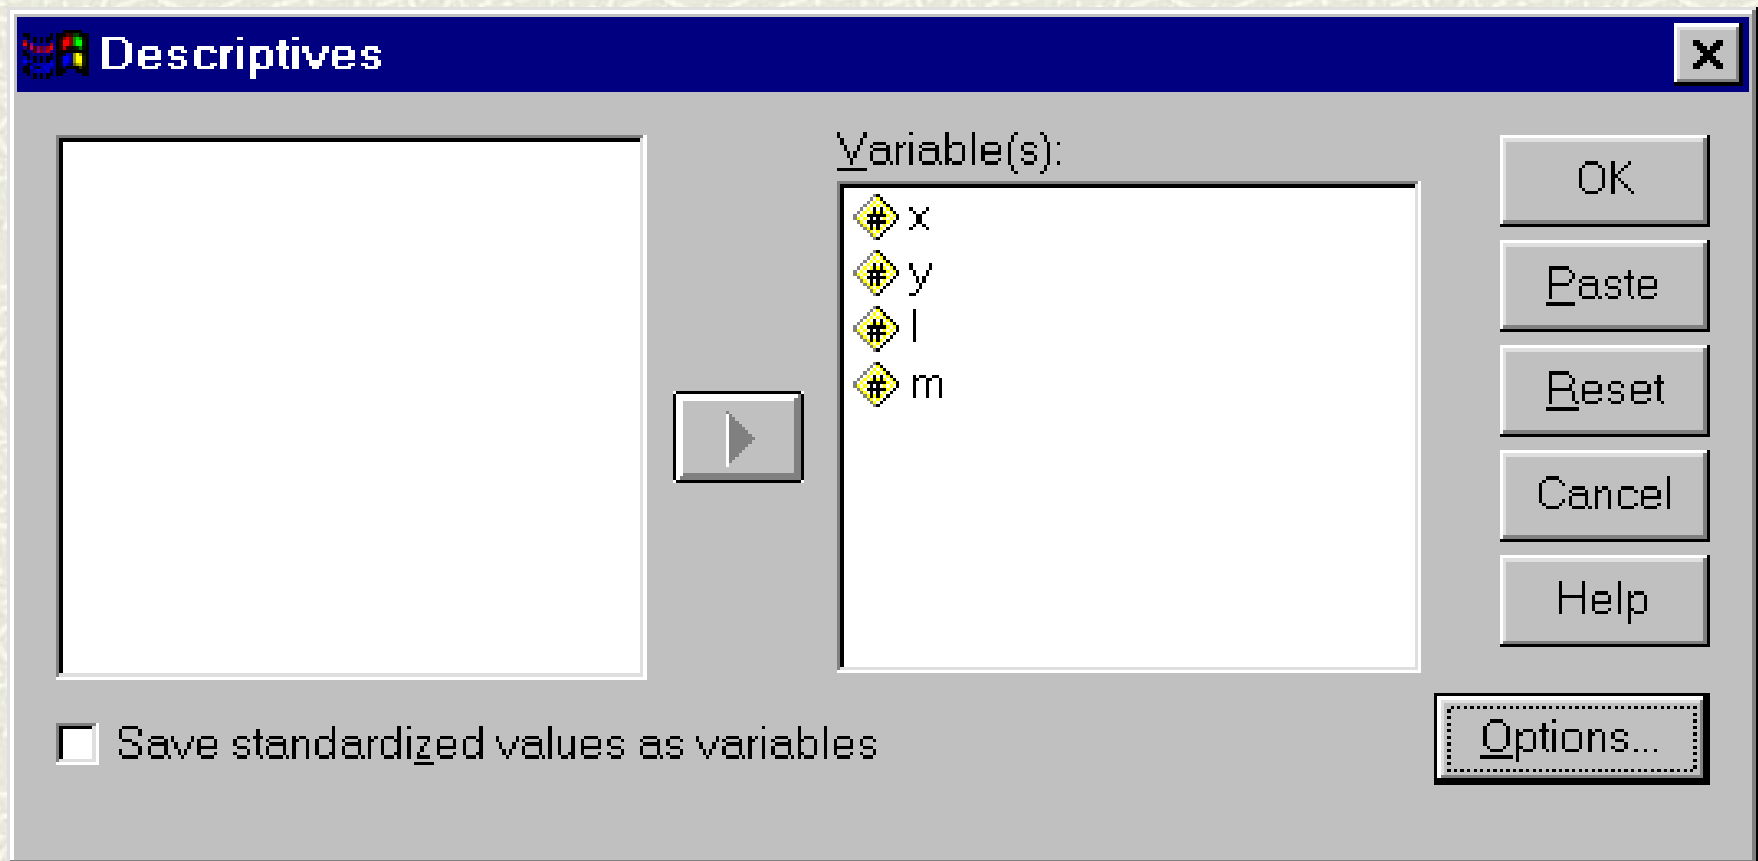 Descriptives
Variable(s):
# x
# y
# l
# m
OK
Paste
Reset
Cancel
Help
Options...
Save standardized values as variables